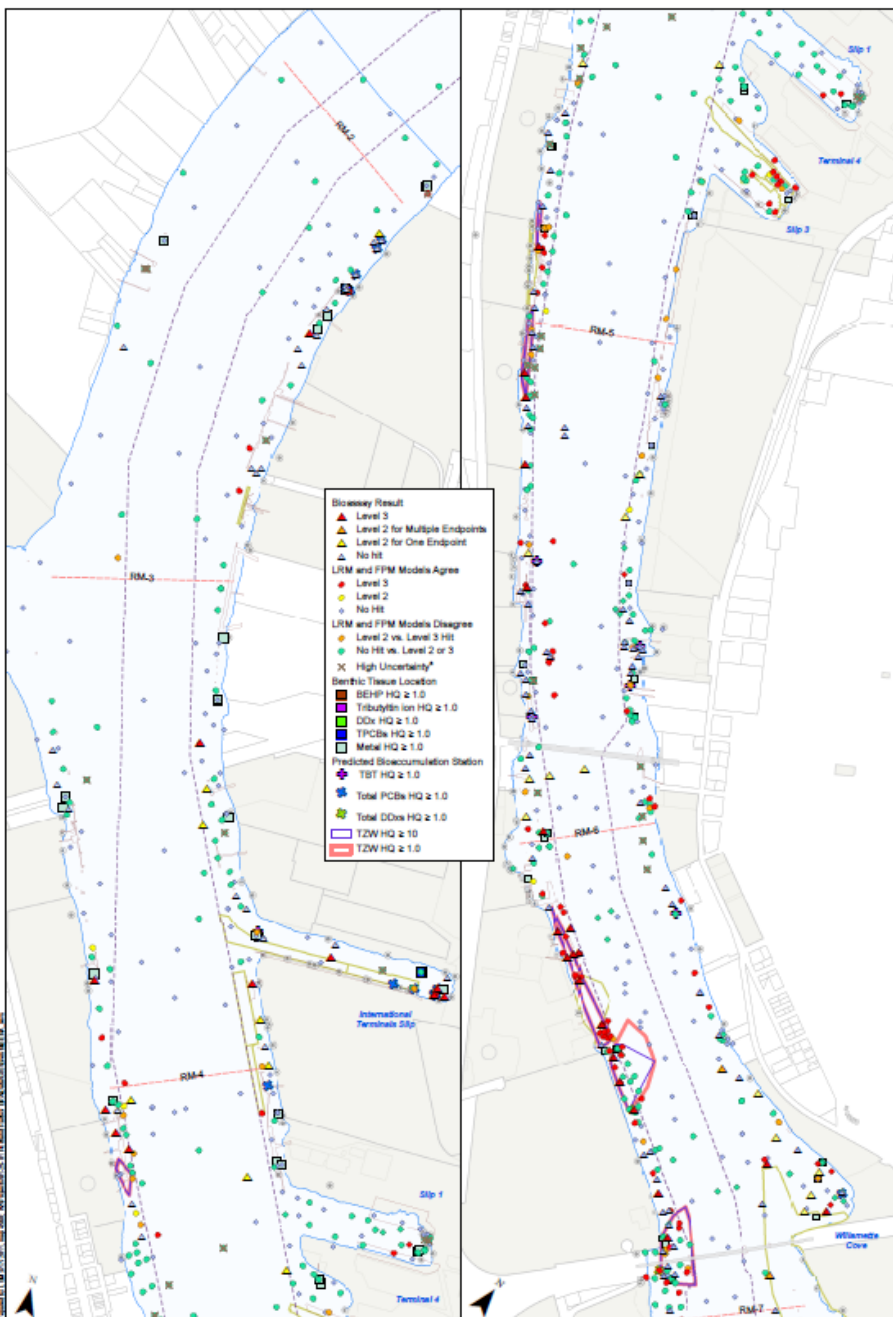 RM-2
RM-3
RM-4
International
Terminals Slip
Slip 1
Terminal 4
N
Bioassay Result
Level 3
Level 2 for Multiple Endpoints
Level 2 for One Endpoint
No hit
LRM and FPM Models Agree
Level 3
Level 2
No Hit
LRM and FPM Models Disagree
Level 2 vs. Level 3 Hit
No Hit vs. Level 2 or 3
High Uncertainty*
Benthic Tissue Location
BEHP HQ ≥ 1.0
Tributyltin ion HQ ≥ 1.0
DDx HQ ≥ 1.0
TPCBs HQ ≥ 1.0
Metal HQ ≥ 1.0
Predicted Bioaccumulation Station
TBT HQ ≥ 1.0
Total PCBs HQ ≥ 1.0
Total DDxs HQ ≥ 1.0
TZW HQ ≥ 10
TZW HQ ≥ 1.0
Slip 1
Terminal 4
Slip 3
RM-5
RM-6
Willamette
Cove
RM-7
N